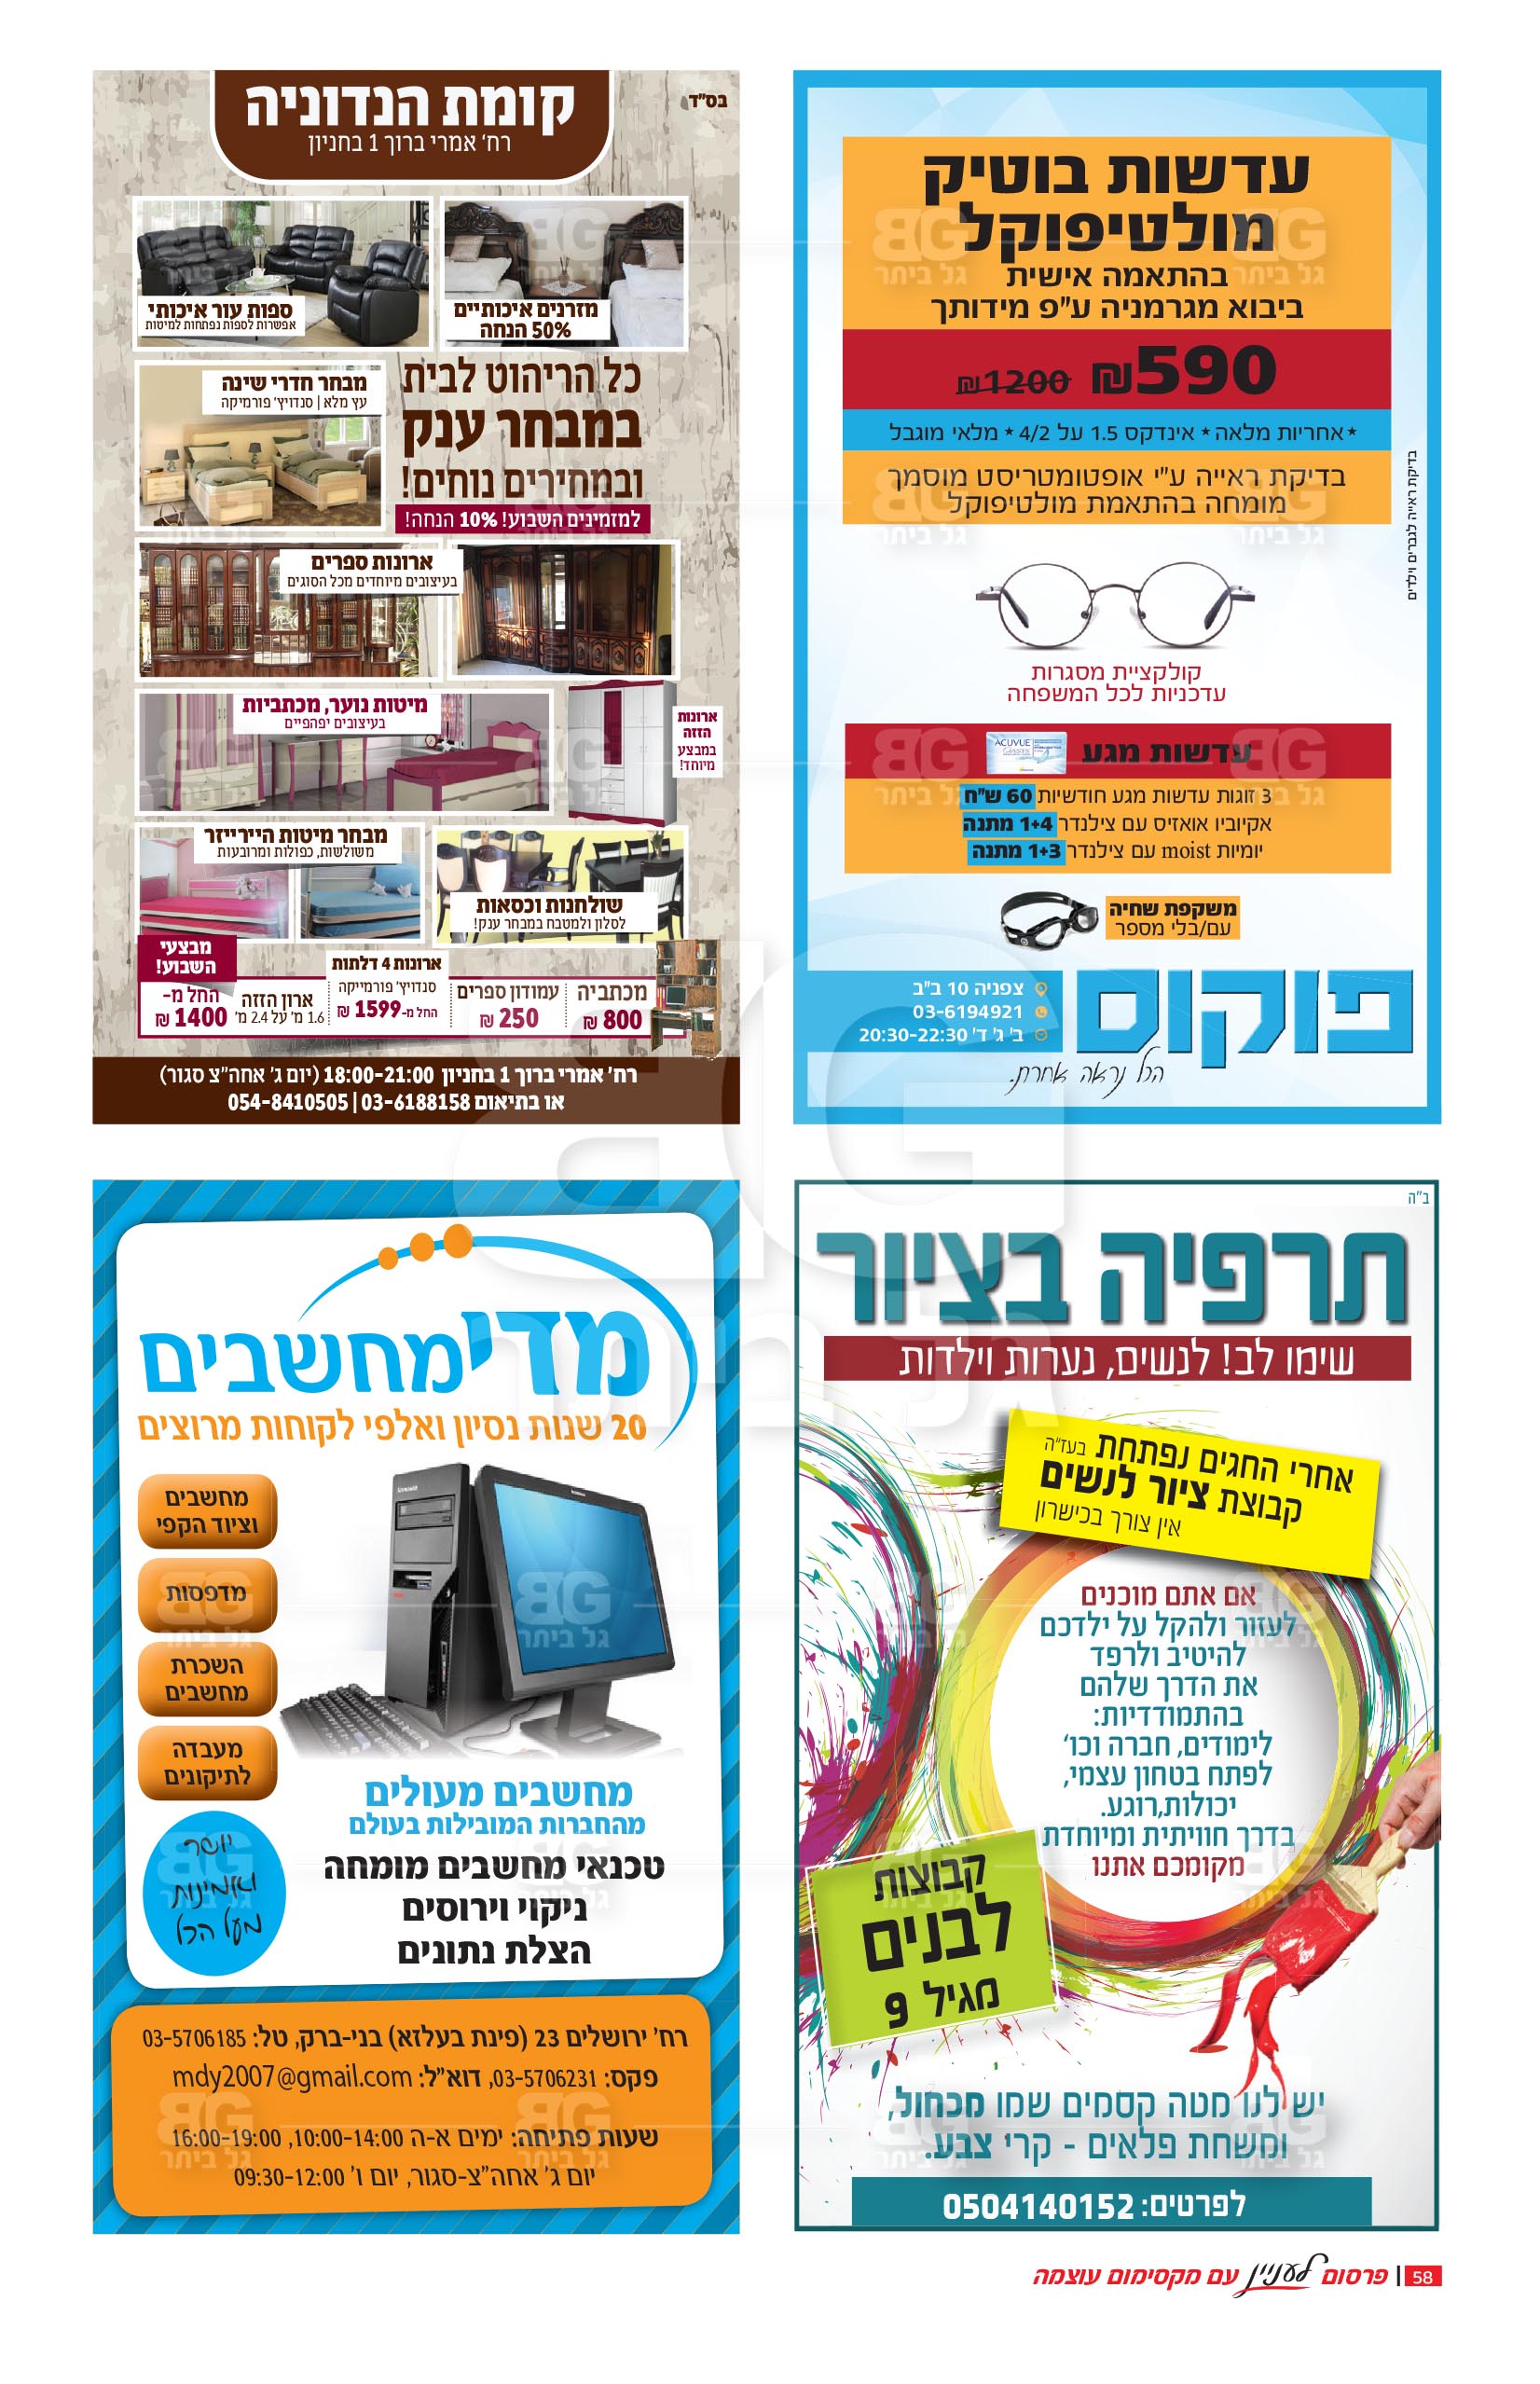 עדשות בוטיק
מולטיפוקל
בהתאמה אישית
ביבוא מגרמניה ע"פ מידותך
590₪ 1200₪
* אחריות מלאה * אינדקס 1.5 על 4/2 * מלאי מוגבל
בדיקת ראייה ע"י אופטומטריסט מוסמך
מומחה בהתאמת מולטיפוקל
בדיקת ראייה לגברים וילדים
קולקציית מסגרות
עדכניות לכל המשפחה
עדשות מגע
ACUVUE
3 זוגות עדשות מגע חודשיות 60 ש"ח
אקיוביו אואזיס עם צילנדר 1+4 מתנה
יומיות moist עם צילנדר 1+3 מתנה
משקפת שחיה
עם/בלי מספר
פוקוס
צפניה 10 ב"ב
03-6194921
ב' ג' ד' 20:30-22:30
הכל נראה אחרת.
בס"ד
קומת הנדוניה
רח' אמרי ברוך 1 בחניון
מזרנים איכותיים
50% הנחה
ספות עור איכותי
אפשרות לספות נפתחות למיטות
כל הריהוט לבית
במבחר ענק
ובמחירים נוחים!
למזמינים השבוע! 10% הנחה!
מבחר חדרי שינה
עץ מלא | סנדויץ' פורמיקה
ארונות ספרים
בעיצובים מיוחדים מכל הסוגים
מיטות נוער, מכתביות
בעיצובים יפהפיים
ארונות
הזזה
במבצע
מיוחד!
מבחר מיטות היירייזר
משולשות, כפולות ומרובעות
שולחנות וכסאות
לסלון ולמטבח במבחר ענק!
מבצעי
השבוע!
מכתביה
800 ₪
עמודון ספרים
250 ₪
ארונות 4 דלתות
סנדויץ' פורמייקה
החל מ-1599 ₪
ארון הזזה
1.6 מ' על 2.4 מ'
החל מ-
1400 ₪
רח' אמרי ברוך 1 בחניון 18:00-21:00 (יום ג' אחה"צ סגור)
או בתיאום 03-6188158 | 054-8410505
ב"ה
תרפיה בציור
שימו לב! לנשים, נערות וילדות
אחרי החגים נפתחת בעז"ה
קבוצת ציור לנשים
אין צורך בכישרון
אם אתם מוכנים
לעזור ולהקל על ילדכם
להיטיב ולרפד
את הדרך שלהם
בהתמודדויות:
לימודים, חברה וכו'
לפתח בטחון עצמי,
יכולות,רוגע.
בדרך חוויתית ומיוחדת
מקומכם אתנו
קבוצות
לבנים
מגיל 9
יש לנו מטה קסמים שמו מכחול,
ומשחת פלאים - קרי צבע.
לפרטים: 0504140152
מדי מחשבים
20 שנות נסיון ואלפי לקוחות מרוצים
מחשבים
וציוד הקפי
מדפסות
השכרת
מחשבים
מעבדה
לתיקונים
יושר
ואמינות
מעל הכל
מחשבים מעולים
מהחברות המובילות בעולם
טכנאי מחשבים מומחה
ניקוי וירוסים
הצלת נתונים
רח' ירושלים 23 (פינת בעלזא) בני-ברק, טל: 03-5706185
פקס: 03-5706231, דוא"ל: mdy2007@gmail.com
שעות פתיחה: ימים א-ה 10:00-14:00, 16:00-19:00
יום ג' אחה"צ-סגור, יום ו' 09:30-12:00
58 | פרסום לעניין עם מקסימום עוצמה
BG
גל ביתר